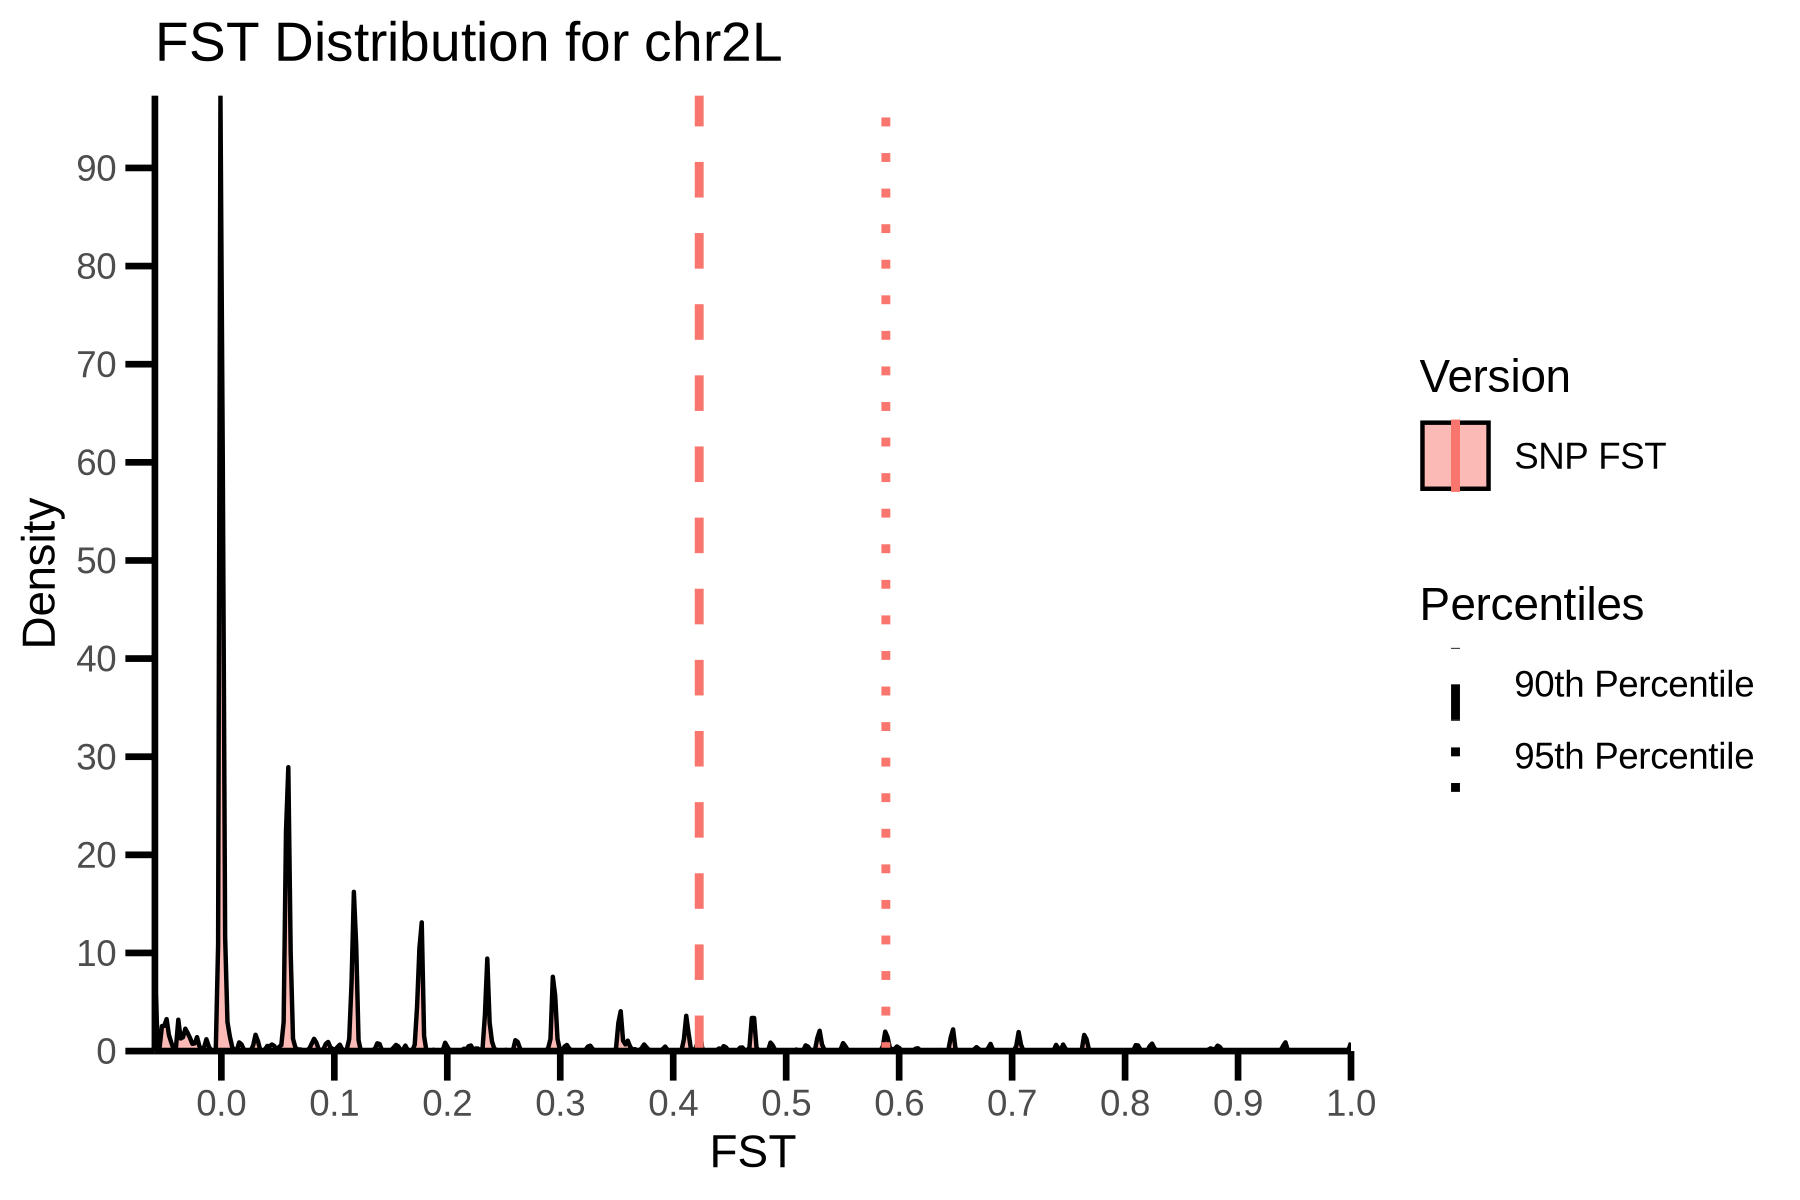 FST Distribution for chr2L
Density
90
80
70
60
50
40
30
20
10
0
0.0 0.1 0.2 0.3 0.4 0.5 0.6 0.7 0.8 0.9 1.0
FST
Version
SNP FST
Percentiles
90th Percentile
95th Percentile